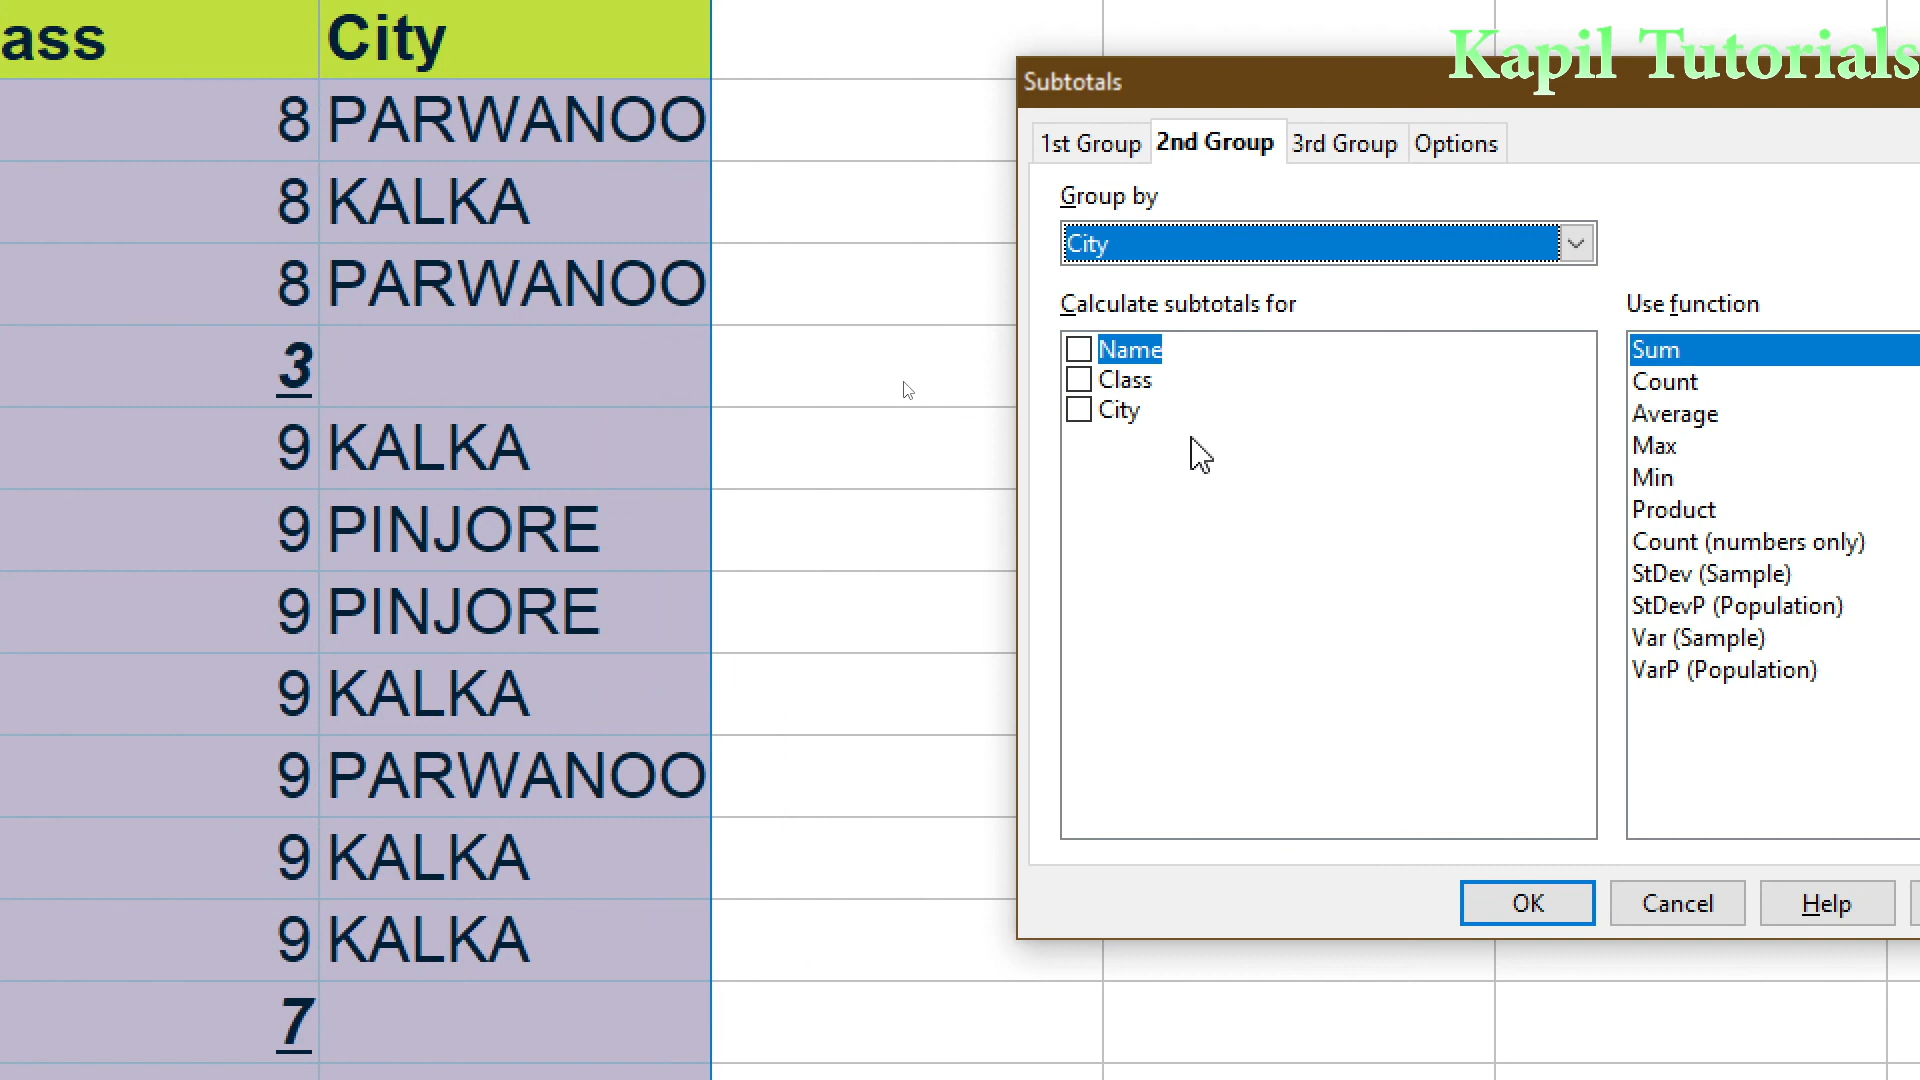 ass City
8 PARWANOO
8 KALKA
8 PARWANOO
3
9 KALKA
9 PINJORE
9 PINJORE
9 KALKA
9 PARWANOO
9 KALKA
9 KALKA
7
Kapil Tutorials
Subtotals
1st Group 2nd Group 3rd Group Options
Group by
City
Calculate subtotals for
Name
Class
City
Use function
Sum
Count
Average
Max
Min
Product
Count (numbers only)
StDev (Sample)
StDevP (Population)
Var (Sample)
VarP (Population)
OK Cancel Help